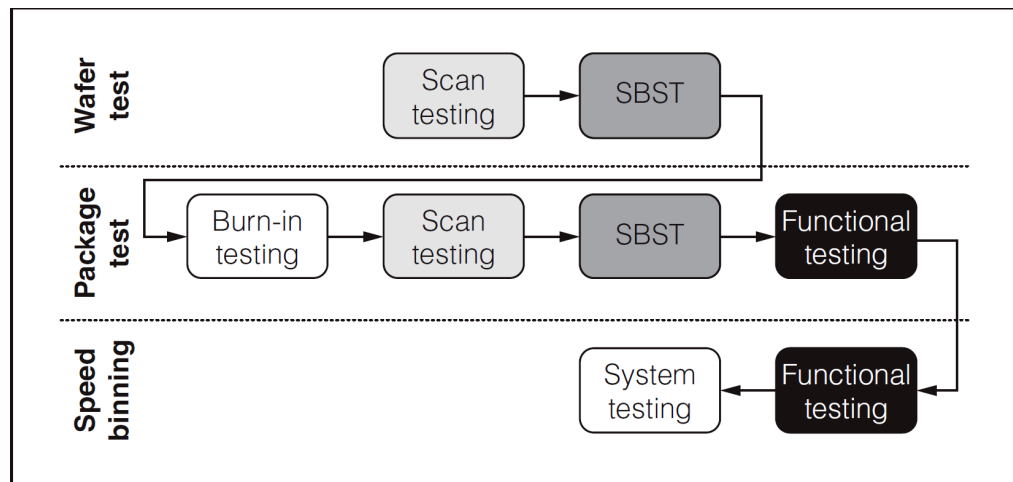 Wafer
test
Scan
testing
SBST
Package
test
Burn-in
testing
Scan
testing
SBST
Functional
testing
Speed
binning
System
testing
Functional
testing